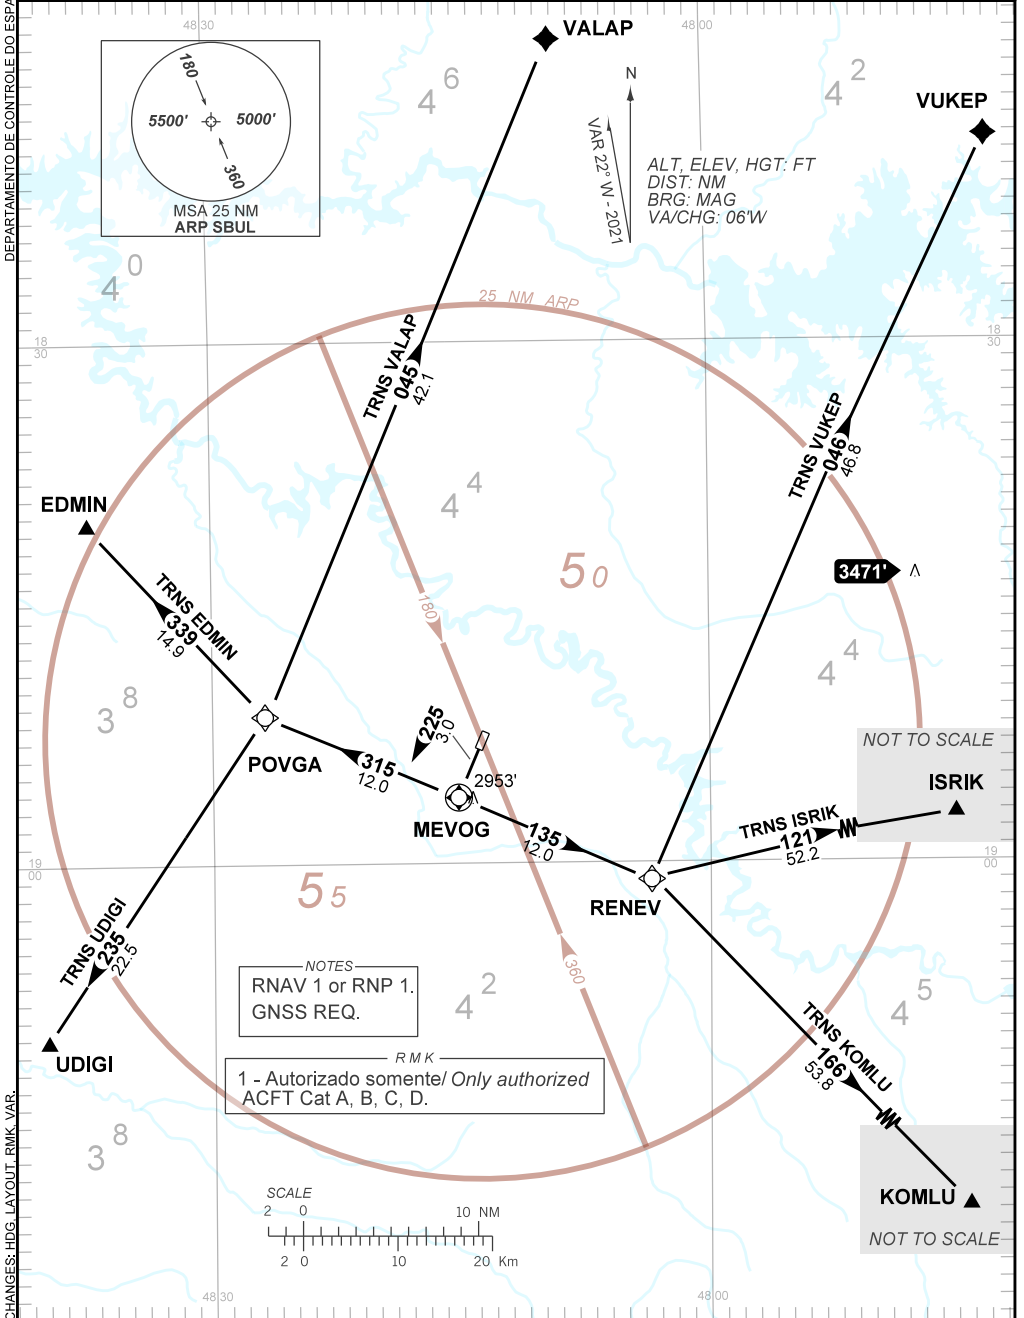 DEPARTAMENTO DE CONTROLE DO ESPA
48 30
48 00
VALAP
VUKEP
180
5500'
5000'
360
MSA 25 NM
ARP SBUL
N
VAR 22° W - 2021
ALT, ELEV, HGT: FT
DIST: NM
BRG: MAG
VA/CHG: 06'W
4 6
4 2
4 0
25 NM ARP
18
30
18
30
TRNS VALAP
045
42.1
TRNS VUKEP
046
46.8
4 4
EDMIN
5 0
3471'
TRNS EDMIN
339
14.9
180
4 4
3 8
225
3.0
POVGA
315
12.0
2953'
MEVOG
NOT TO SCALE
ISRIK
135
12.0
TRNS ISRIK
121
52.2
19
00
19
00
RENEV
5 5
TRNS UDIGI
235
22.5
360
NOTES
RNAV 1 or RNP 1.
GNSS REQ.
4 2
4 5
UDIGI
RMK
1 - Autorizado somente/ Only authorized
ACFT Cat A, B, C, D.
TRNS KOMLU
166
53.8
3 8
KOMLU
NOT TO SCALE
SCALE
2 0 10 NM
2 0 10 20 Km
48 30
48 00
CHANGES: HDG, LAYOUT, RMK, VAR.